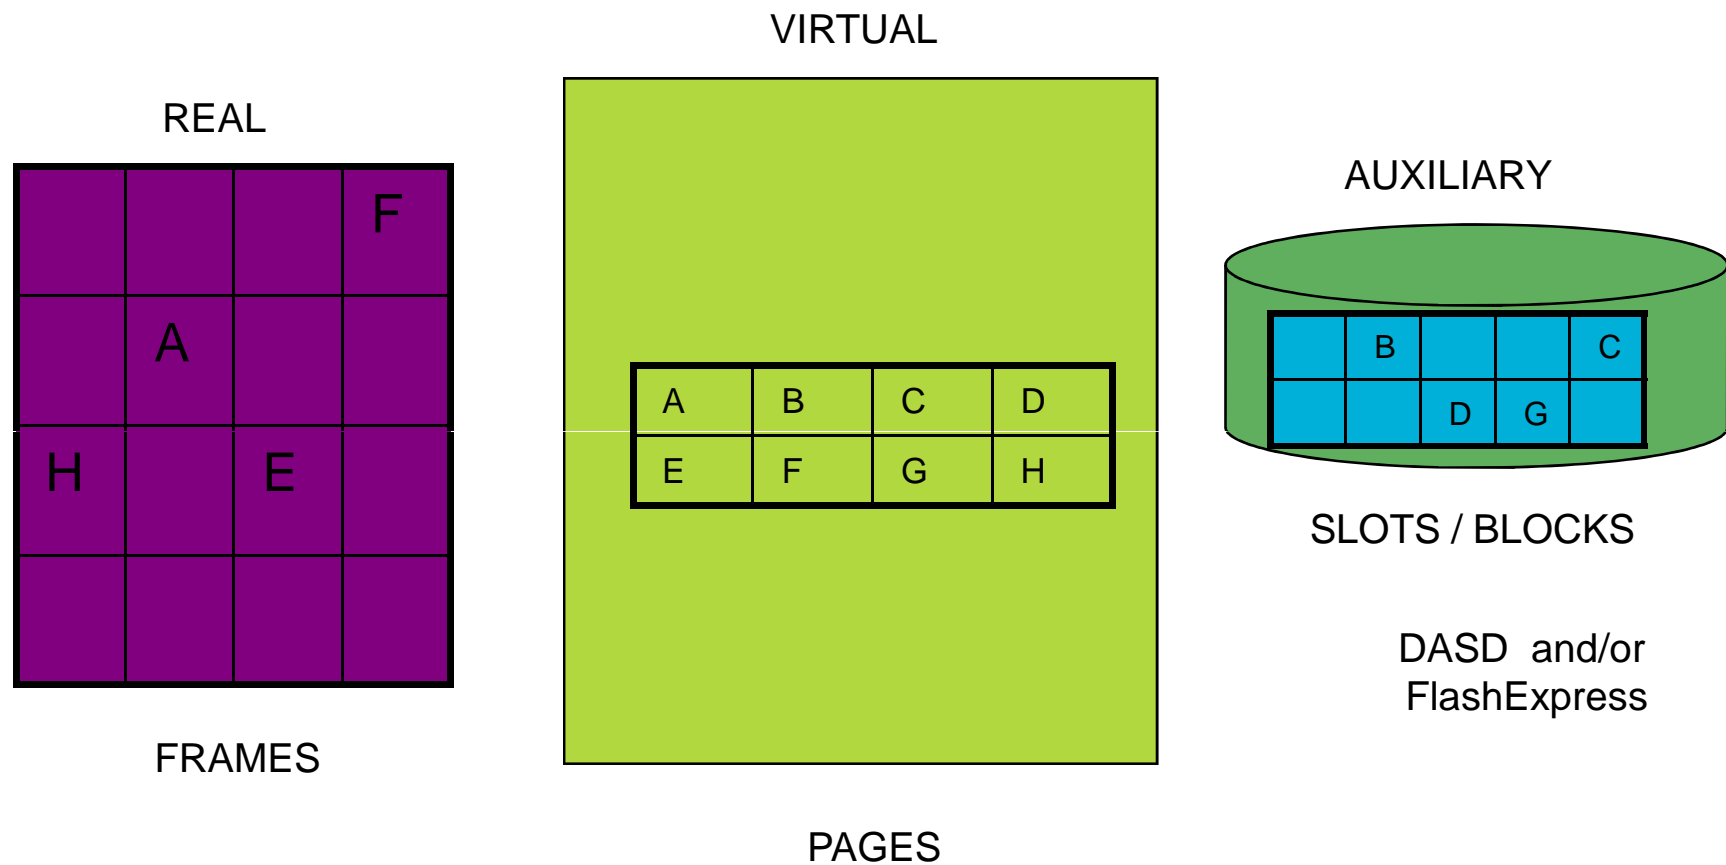 VIRTUAL
REAL
F
A
H E
FRAMES
A B C D
E F G H
PAGES
AUXILIARY
B C
D G
SLOTS / BLOCKS
DASD and/or
FlashExpress